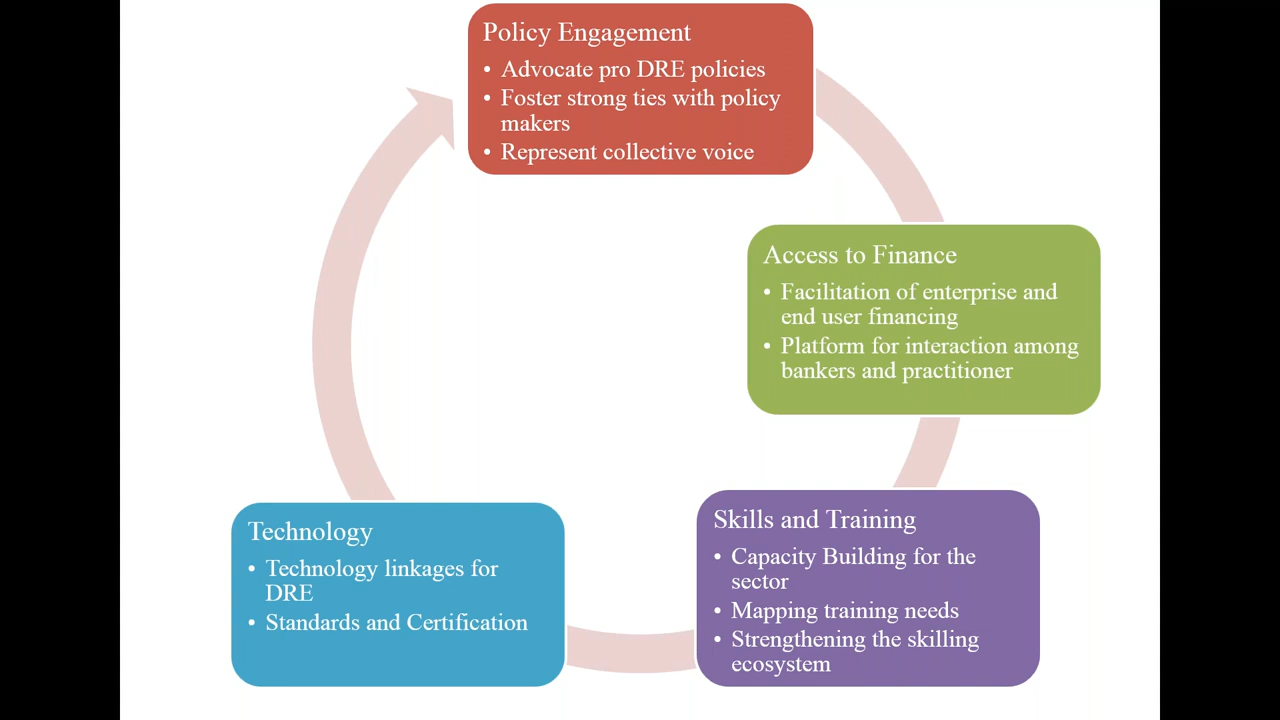 Policy Engagement
• Advocate pro DRE policies
• Foster strong ties with policy
makers
• Represent collective voice
Access to Finance
• Facilitation of enterprise and
end user financing
• Platform for interaction among
bankers and practitioner
Skills and Training
• Capacity Building for the
sector
• Mapping training needs
• Strengthening the skilling
ecosystem
Technology
• Technology linkages for
DRE
• Standards and Certification